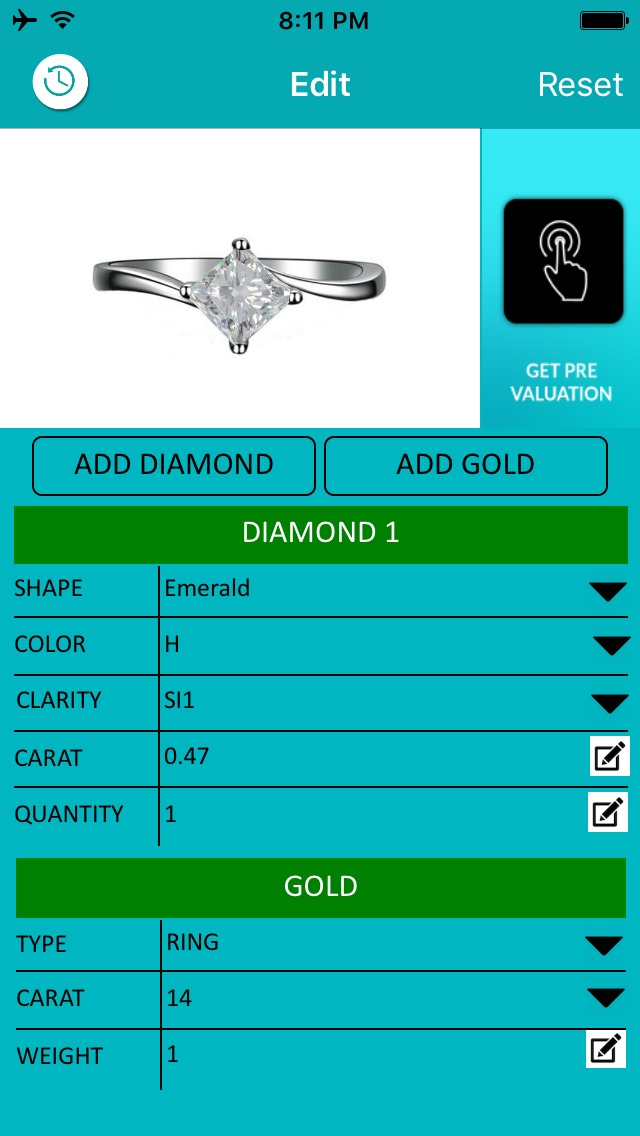 8:11 PM
Edit
Reset
GET PRE
VALUATION
ADD DIAMOND
ADD GOLD
DIAMOND 1
SHAPE Emerald
COLOR H
CLARITY SI1
CARAT 0.47
QUANTITY 1
GOLD
TYPE RING
CARAT 14
WEIGHT 1